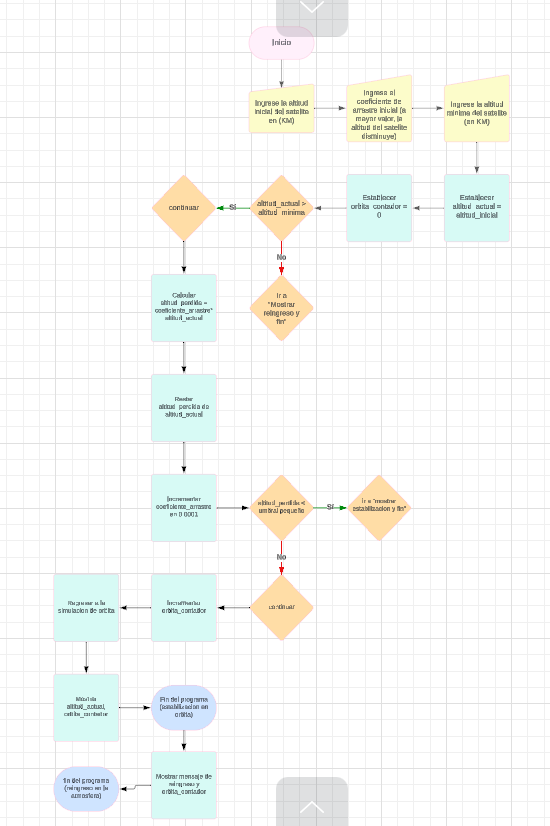 Inicio
Ingrese la altitud
inicial del satelite
en (KM)
Ingrese el
coeficiente de
arrastre inicial (a
mayor valor, la
altitud del satelite
disminuye)
Ingrese la altitud
minima del satelite
(en KM)
continuar
Sí
altitud_actual >
altitud_minima
Establecer
orbita_contador =
0
Establecer
altitud_actual =
altitud_inicial
No
Ir a
"Mostrar
reingreso y
fin"
Calcular
altitud_perdida =
coeficiente_arrastre*
altitud_actual
Restar
altitud_perdida de
altitud_actual
Incrementar
coeficiente_arrastre
en 0.0001
altitud_perdida <
umbral pequeño
Sí
Ir a "mostrar
estabilizacion y fin"
No
Regresar a la
simulacion de orbita
Incrementar
orbita_contador
continuar
Mostrar
altitud_actual,
orbita_contador
Fin del programa
(estabilizacion en
orbita)
fin del programa
(reingreso en la
atmosfera)
Mostrar mensaje de
reingreso y
orbita_contador